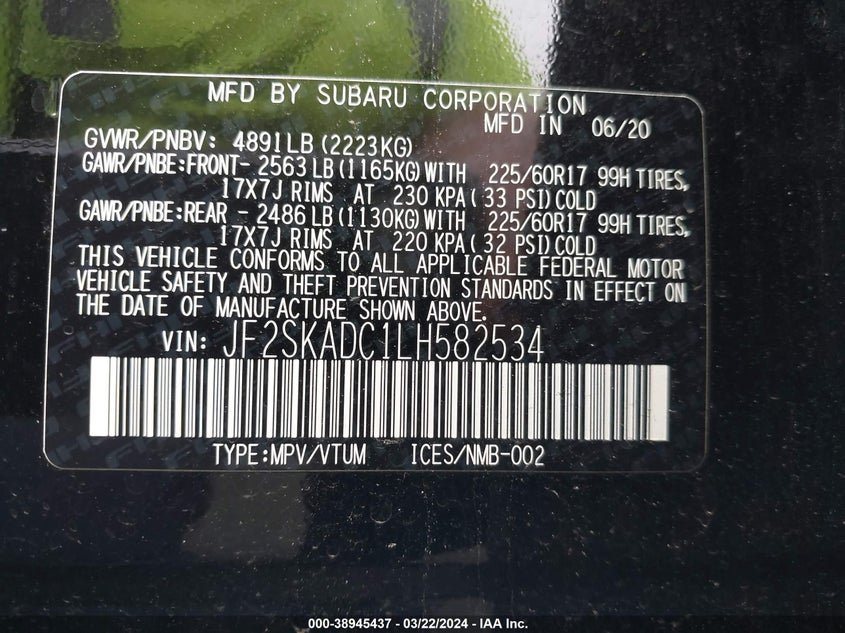 MFD BY SUBARU CORPORATION
MFD IN 06/20
GVWR/PNBV: 4891LB (2223KG)
GAWR/PNBE:FRONT- 2563 LB (1165KG) WITH 225/60R17 99H TIRES,
17X7J RIMS AT 230 KPA ( 33 PSI) COLD
GAWR/PNBE:REAR - 2486 LB (1130KG) WITH 225/60R17 99H TIRES,
17X7J RIMS AT 220 KPA ( 32 PSI) COLD
THIS VEHICLE CONFORMS TO ALL APPLICABLE FEDERAL MOTOR
VEHICLE SAFETY AND THEFT PREVENTION STANDARDS IN EFFECT ON
THE DATE OF MANUFACTURE SHOWN ABOVE.
VIN: JF2SKADC1LH582534
TYPE:MPV/VTUM ICES/NMB-002
000-38945437 - 03/22/2024 - IAA Inc.